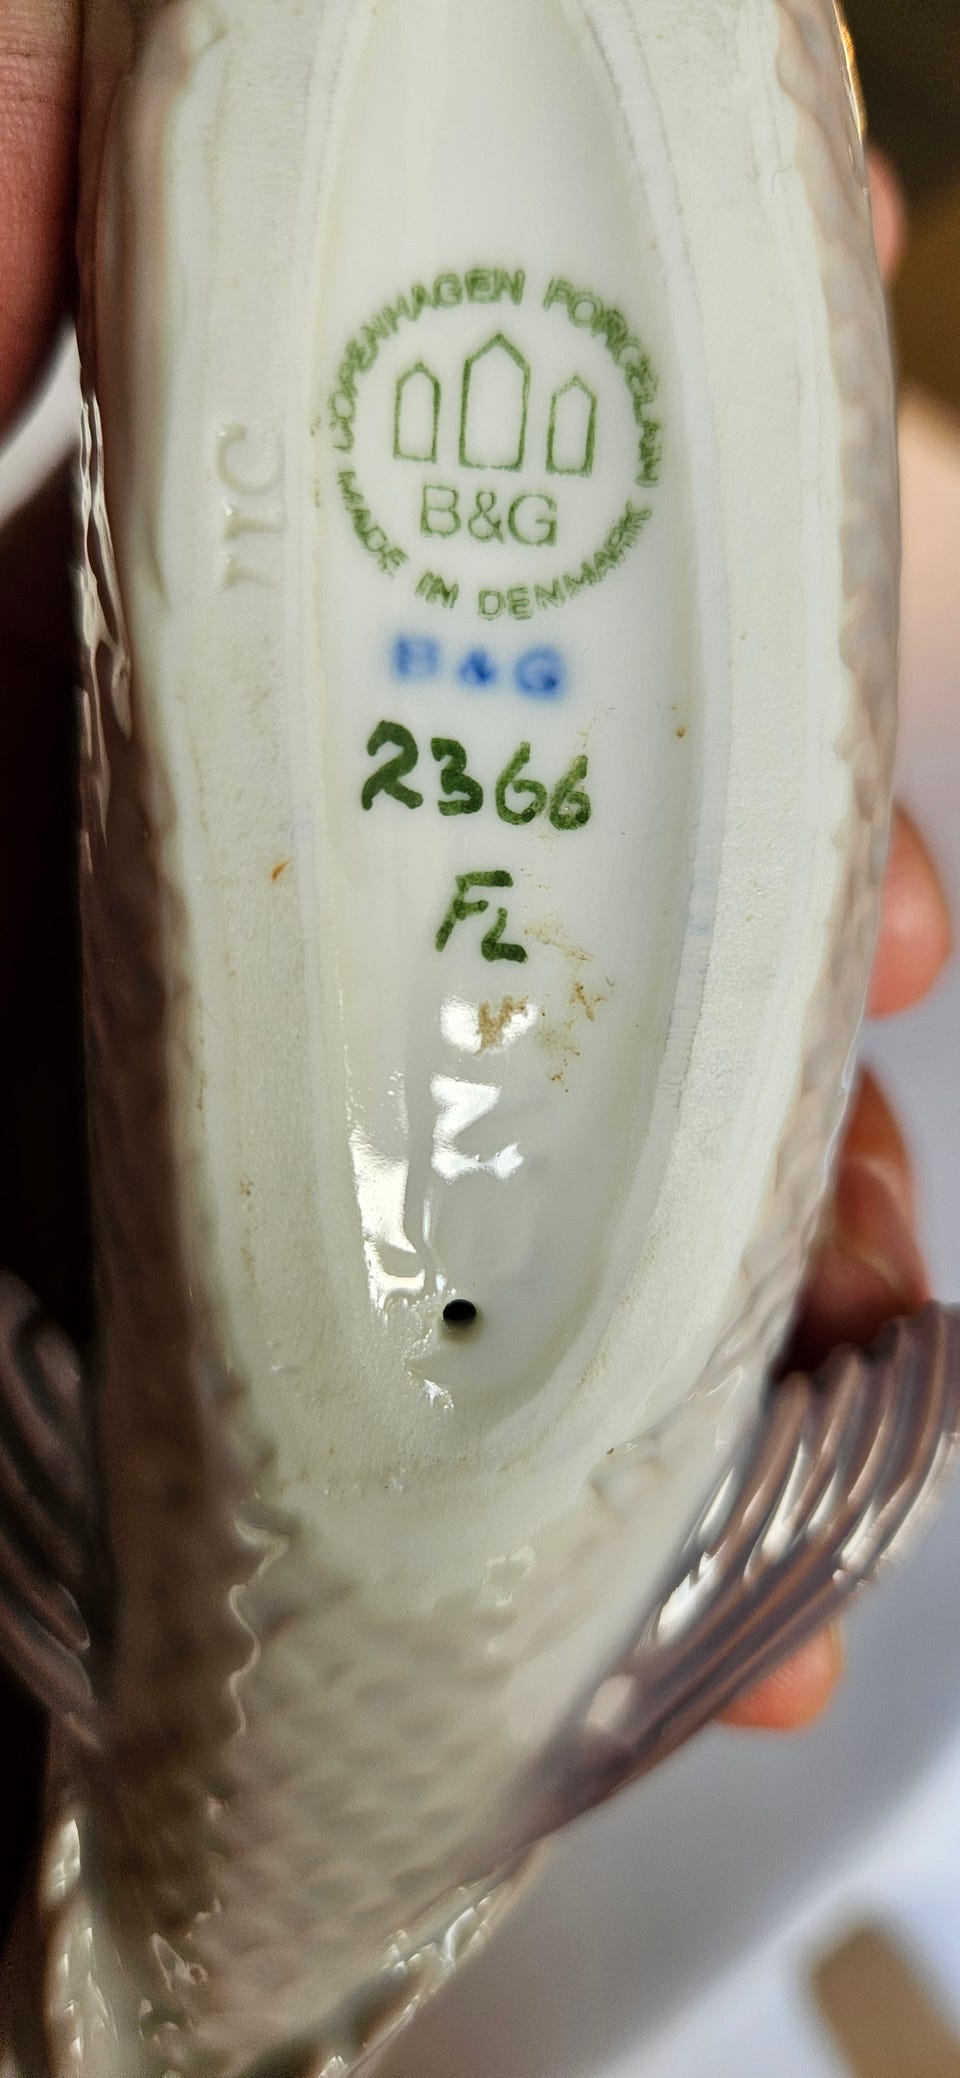 COPENHAGEN PORCELAIN
B&G
MADE IN DENMARK
B&G
2366
FL